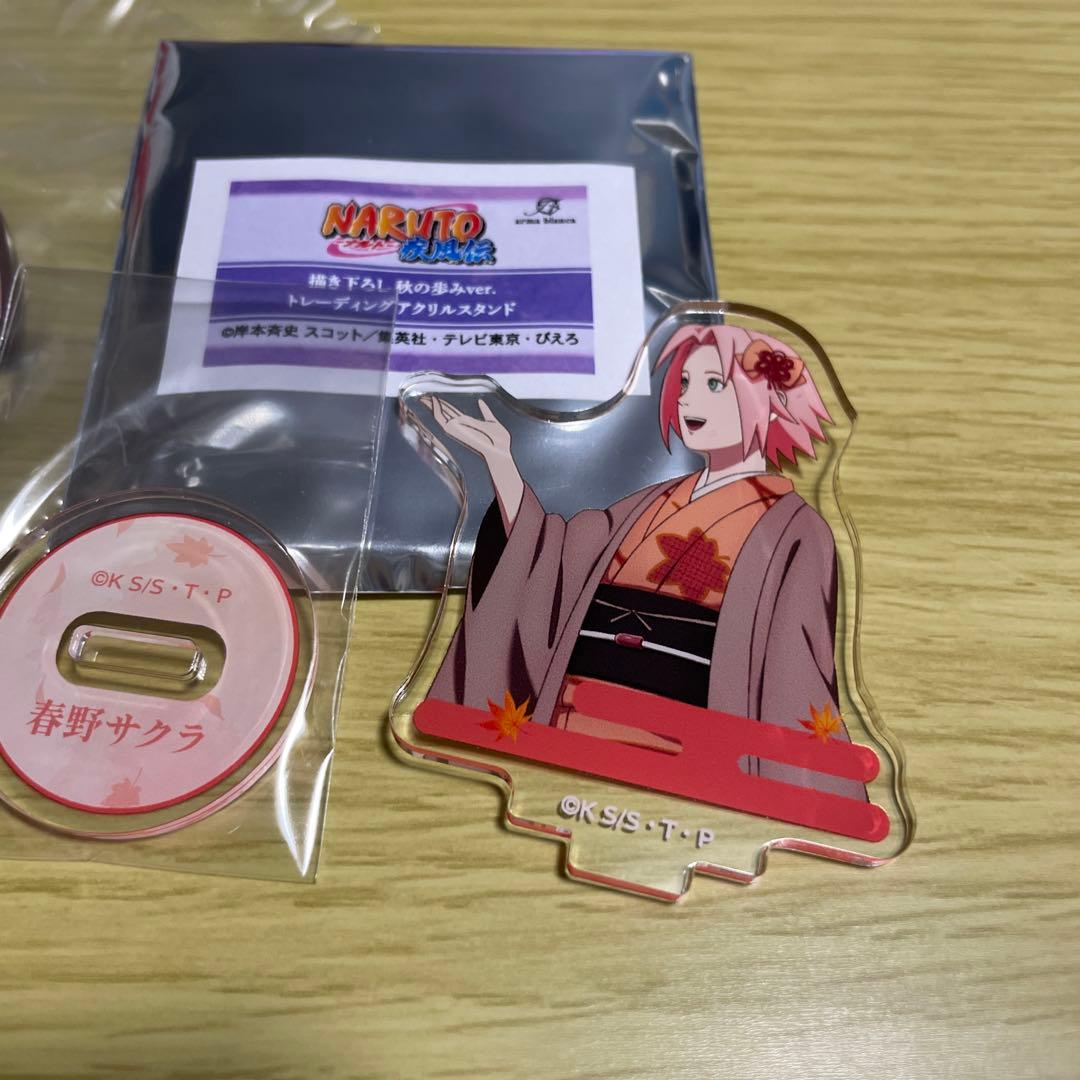 NARUTO
ナルト
疾風伝
arma bianca
描き下ろし 秋の歩みver.
トレーディングアクリルスタンド
©岸本斉史 スコット／集英社・テレビ東京・ぴえろ
©K S/S・T・P
春野サクラ
©K S/S・T・P